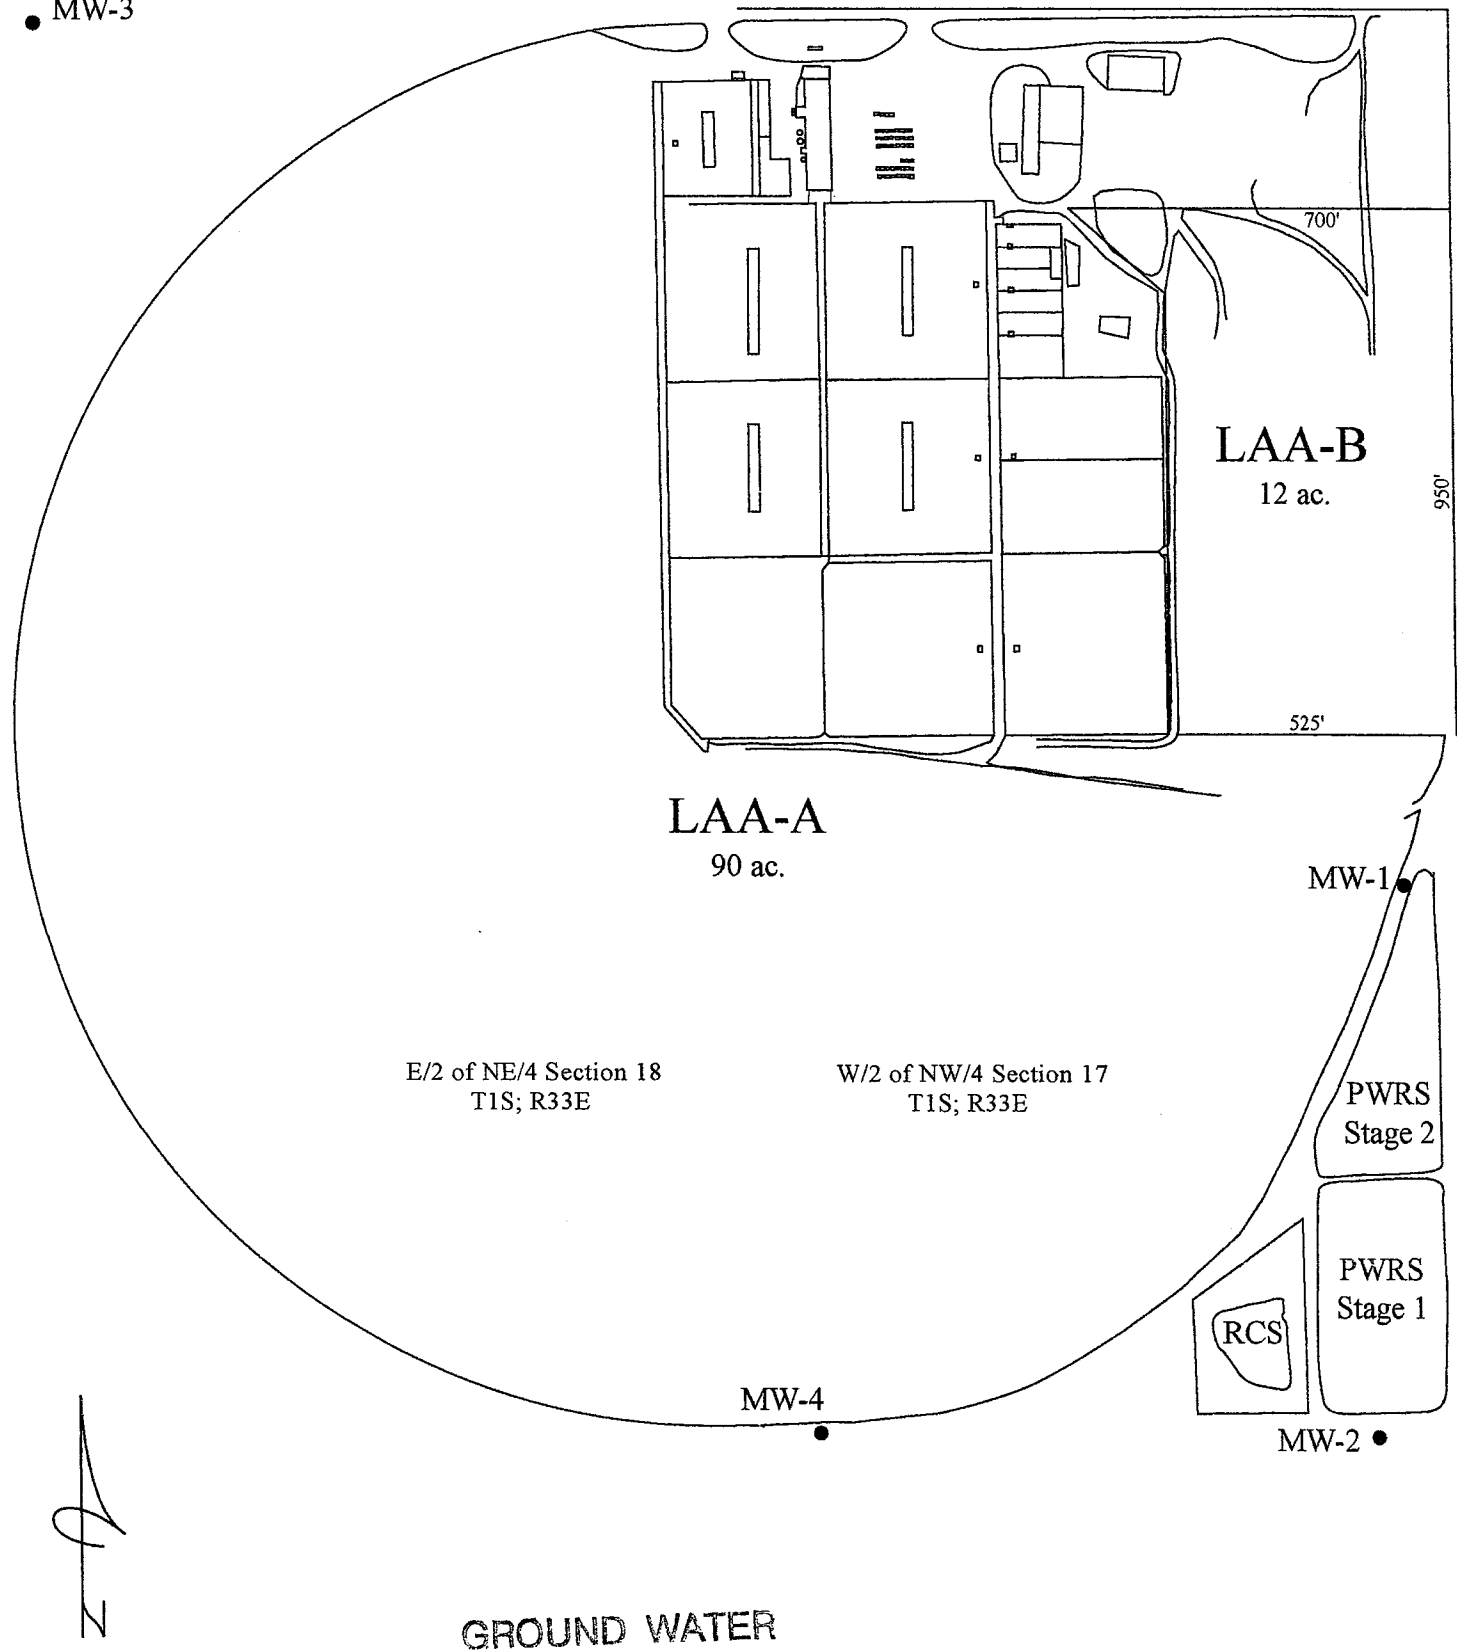 MW-3
700'
LAA-B
12 ac.
950'
525'
LAA-A
90 ac.
MW-1
E/2 of NE/4 Section 18
T1S; R33E
W/2 of NW/4 Section 17
T1S; R33E
PWRS
Stage 2
PWRS
Stage 1
RCS
MW-4
MW-2
N
GROUND WATER